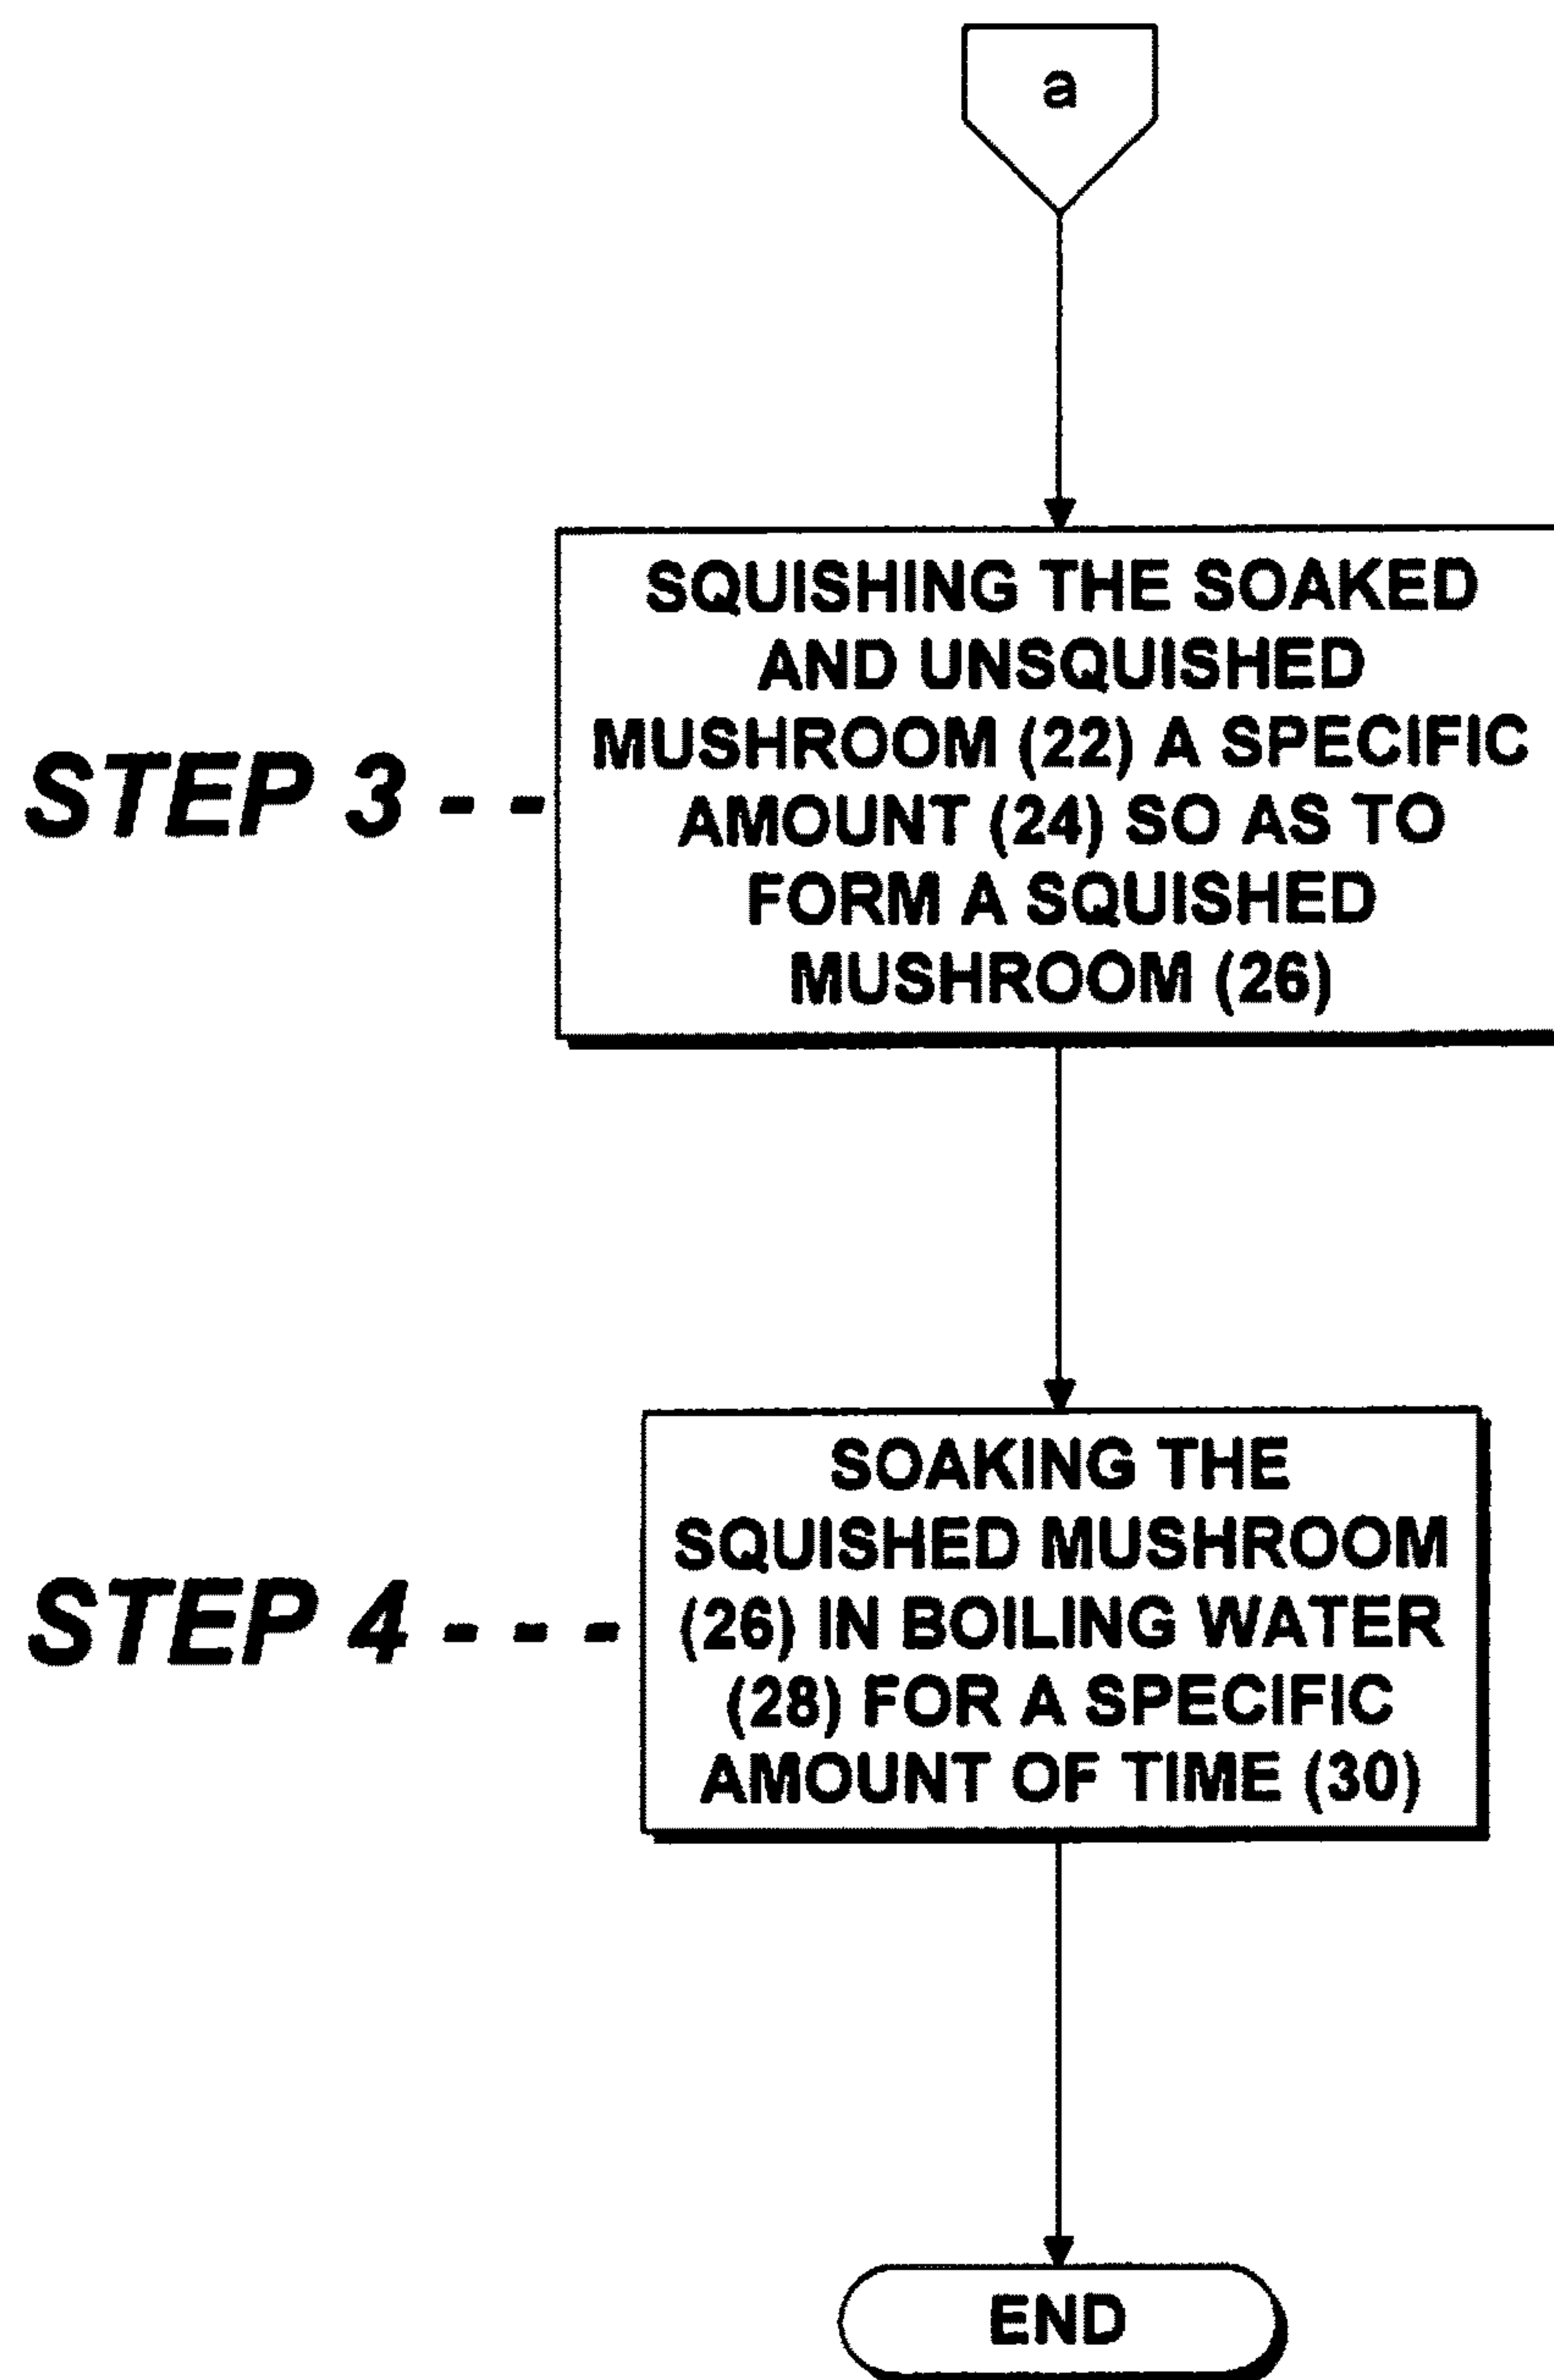 a
SQUISHING THE SOAKED
AND UNSQUISHED
MUSHROOM (22) A SPECIFIC
STEP 3 - -
AMOUNT (24) SO AS TO
FORM A SQUISHED
MUSHROOM (26)
SOAKING THE
SQUISHED MUSHROOM
STEP 4 - - -
(26) IN BOILING WATER
(28) FOR A SPECIFIC
AMOUNT OF TIME (30)
END